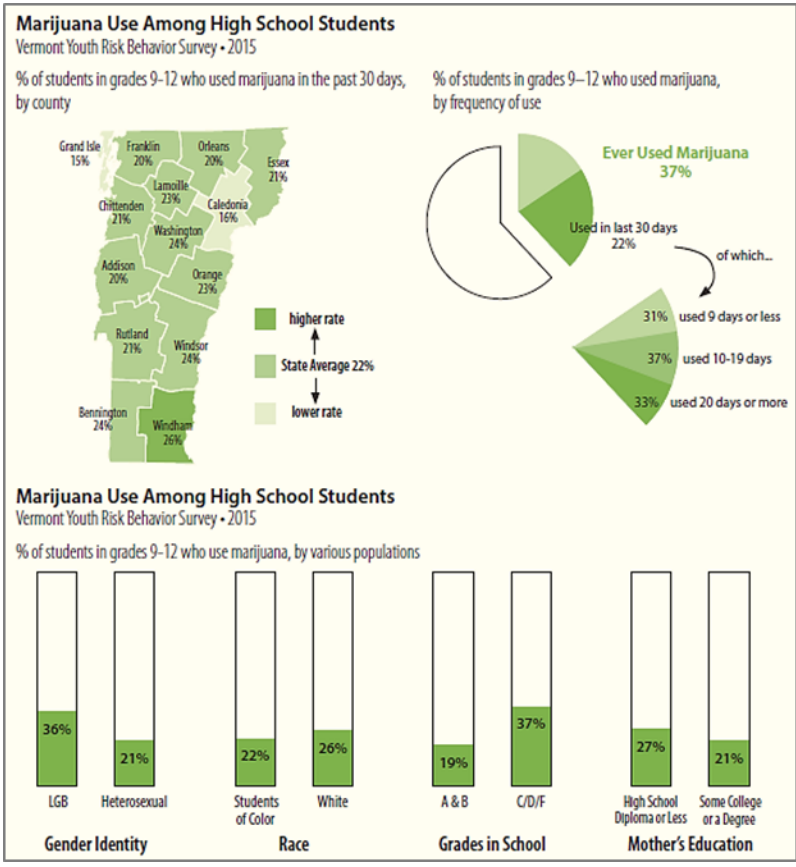 Marijuana Use Among High School Students
Vermont Youth Risk Behavior Survey • 2015
% of students in grades 9–12 who used marijuana in the past 30 days,
by county
Grand Isle
15%
Franklin
20%
Orleans
20%
Essex
21%
Lamoille
23%
Caledonia
16%
Chittenden
21%
Washington
24%
Addison
20%
Orange
23%
Rutland
21%
Windsor
24%
Bennington
24%
Windham
26%
higher rate
State Average 22%
lower rate
% of students in grades 9–12 who used marijuana,
by frequency of use
Ever Used Marijuana
37%
Used in last 30 days
22%
of which...
31% used 9 days or less
37% used 10-19 days
33% used 20 days or more
Marijuana Use Among High School Students
Vermont Youth Risk Behavior Survey • 2015
% of students in grades 9-12 who use marijuana, by various populations
36%
21%
22%
26%
19%
37%
27%
21%
LGB
Heterosexual
Students
of Color
White
A & B
C/D/F
High School
Diploma or Less
Some College
or a Degree
Gender Identity
Race
Grades in School
Mother's Education